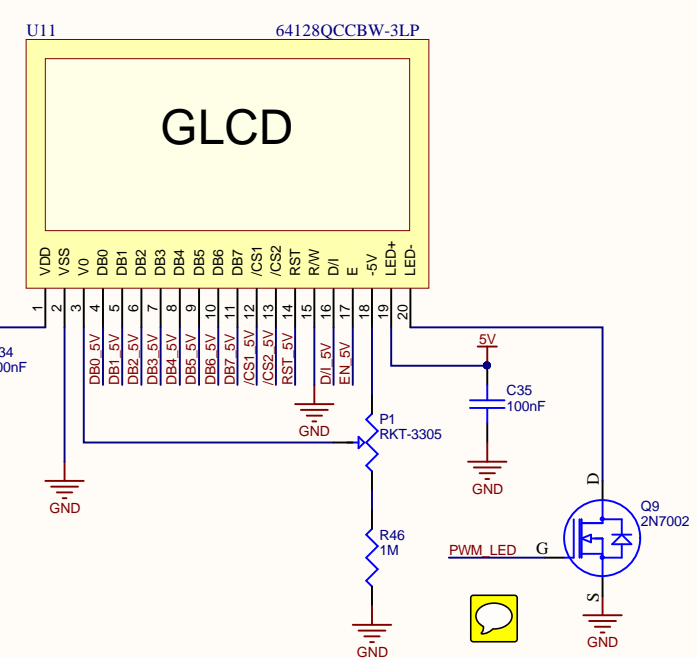 U11 64128QCCBW-3LP
GLCD
VDD
VSS
V0
DB0
DB1
DB2
DB3
DB4
DB5
DB6
DB7
/CS1
/CS2
RST
R/W
D/I
E
-5V
LED+
LED-
1
2
3
4
5
6
7
8
9
10
11
12
13
14
15
16
17
18
19
20
DB0_5V
DB1_5V
DB2_5V
DB3_5V
DB4_5V
DB5_5V
DB6_5V
DB7_5V
/CS1_5V
/CS2_5V
RST_5V
D/I_5V
EN_5V
5V
34
00nF
C35
100nF
P1
RKT-3305
GND
GND
GND
D
Q9
2N7002
R46
1M
PWM_LED G
S
GND
GND